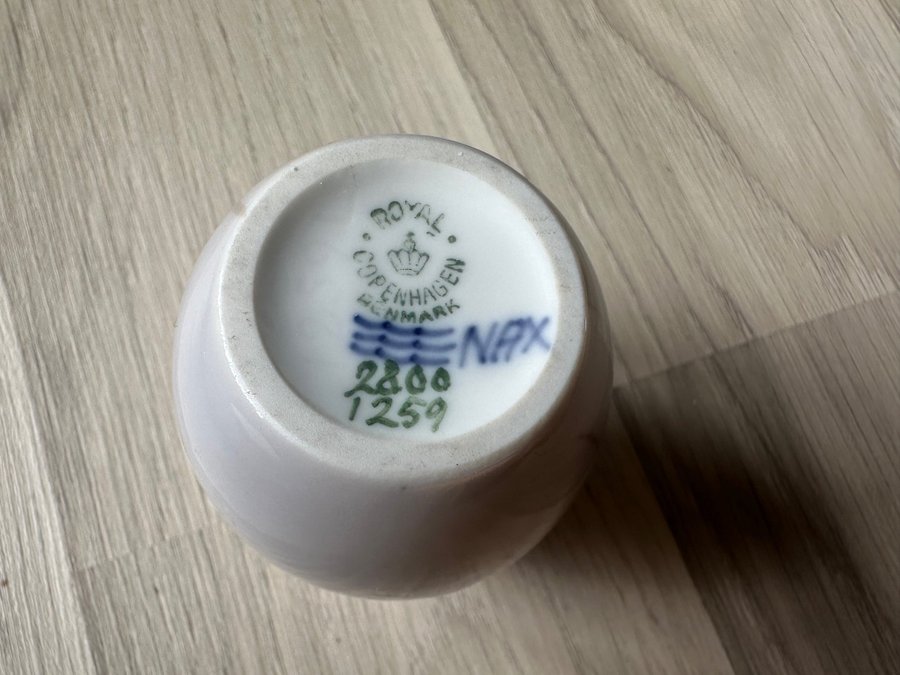 ROYAL
COPENHAGEN
DENMARK
NAX
2800
1259